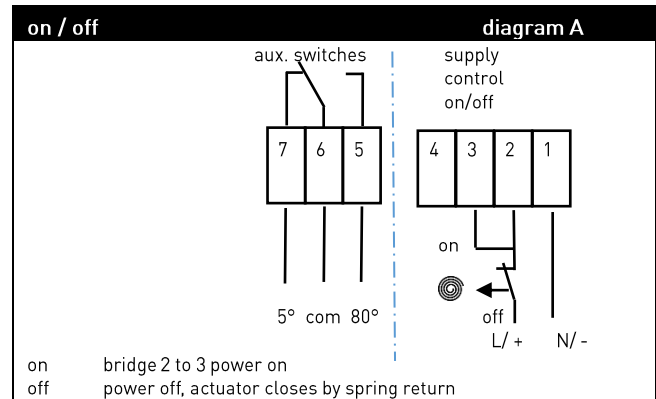 on / off
diagram A
aux. switches
supply
control
on/off
7 6 5
4 3 2 1
on
off
5° com 80°
L/ + N/ -
on bridge 2 to 3 power on
off power off, actuator closes by spring return